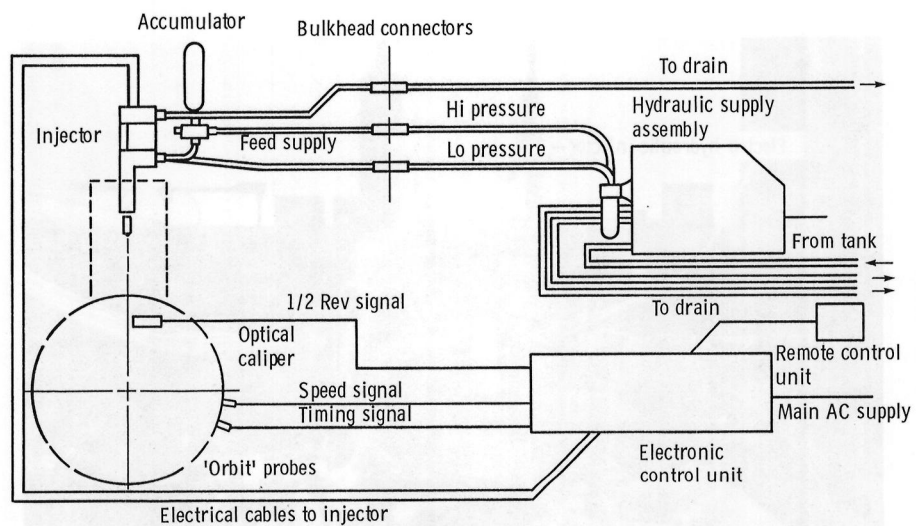 Accumulator
Bulkhead connectors
To drain
Hi pressure
Hydraulic supply
assembly
Injector
Feed supply
Lo pressure
From tank
1/2 Rev signal
To drain
Optical
caliper
Remote control
unit
Speed signal
Main AC supply
Timing signal
'Orbit' probes
Electronic
control unit
Electrical cables to injector